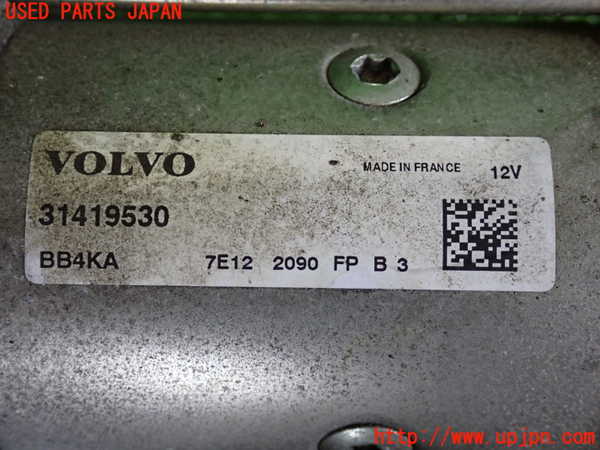 USED PARTS JAPAN
VOLVO
MADE IN FRANCE 12V
31419530
BB4KA 7E12 2090 FP B 3
http://www.upjpn.com